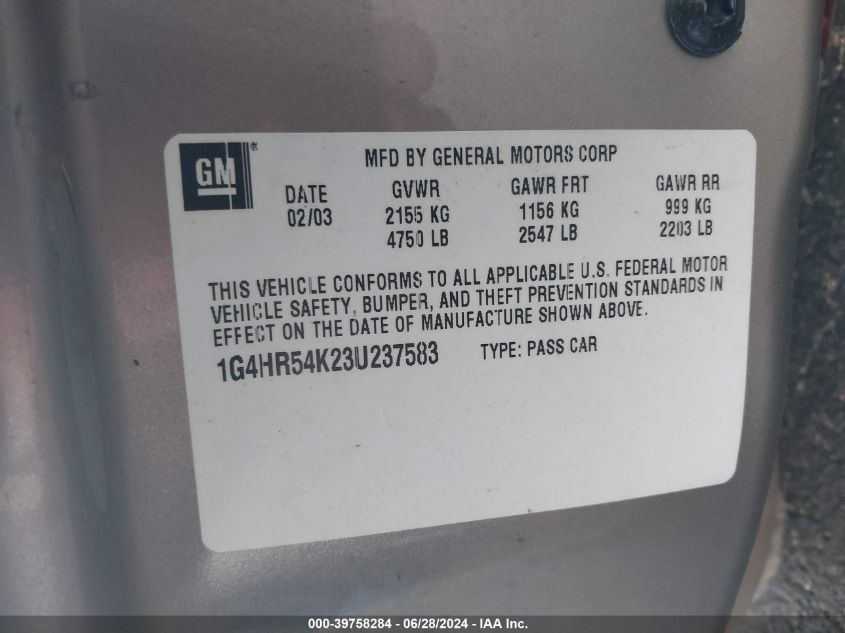 GM®
MFD BY GENERAL MOTORS CORP
DATE GVWR GAWR FRT GAWR RR
02/03 2155 KG 1156 KG 999 KG
4750 LB 2547 LB 2203 LB
THIS VEHICLE CONFORMS TO ALL APPLICABLE U.S. FEDERAL MOTOR
VEHICLE SAFETY, BUMPER, AND THEFT PREVENTION STANDARDS IN
EFFECT ON THE DATE OF MANUFACTURE SHOWN ABOVE.
1G4HR54K23U237583 TYPE: PASS CAR
000-39758284 / 06/28/2024 - IAA Inc.